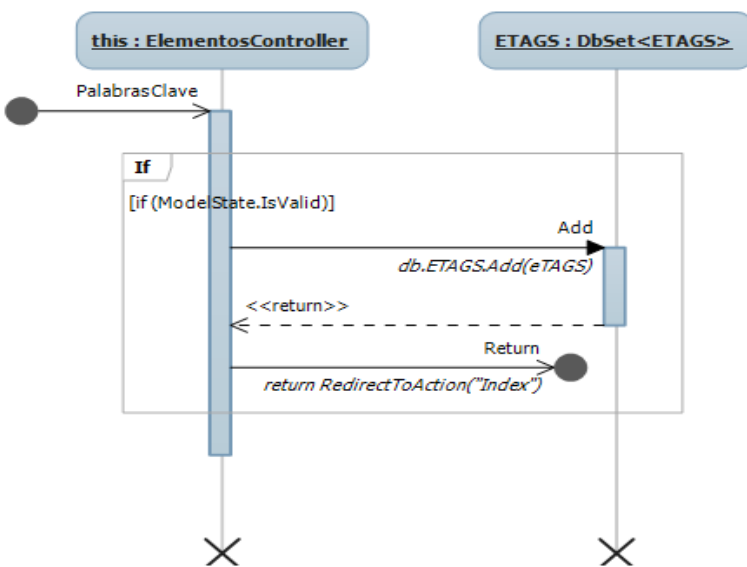 this : ElementosController
ETAGS : DbSet<ETAGS>
PalabrasClave
If
[if (ModelState.IsValid)]
Add
db.ETAGS.Add(eTAGS)
<<return>>
Return
return RedirectToAction("Index")